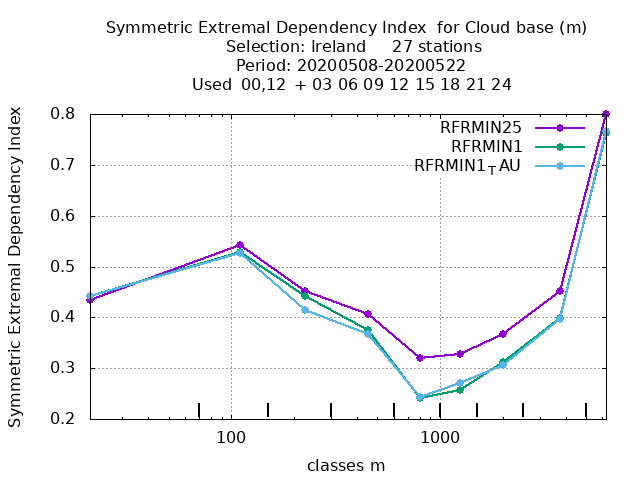 Symmetric Extremal Dependency Index  for Cloud base (m)
Selection: Ireland     27 stations
Period: 20200508-20200522
Used  00,12  + 03 06 09 12 15 18 21 24
Symmetric Extremal Dependency Index
0.8
0.7
0.6
0.5
0.4
0.3
0.2
RFRMIN25
RFRMIN1
RFRMIN1TAU
100
1000
classes m